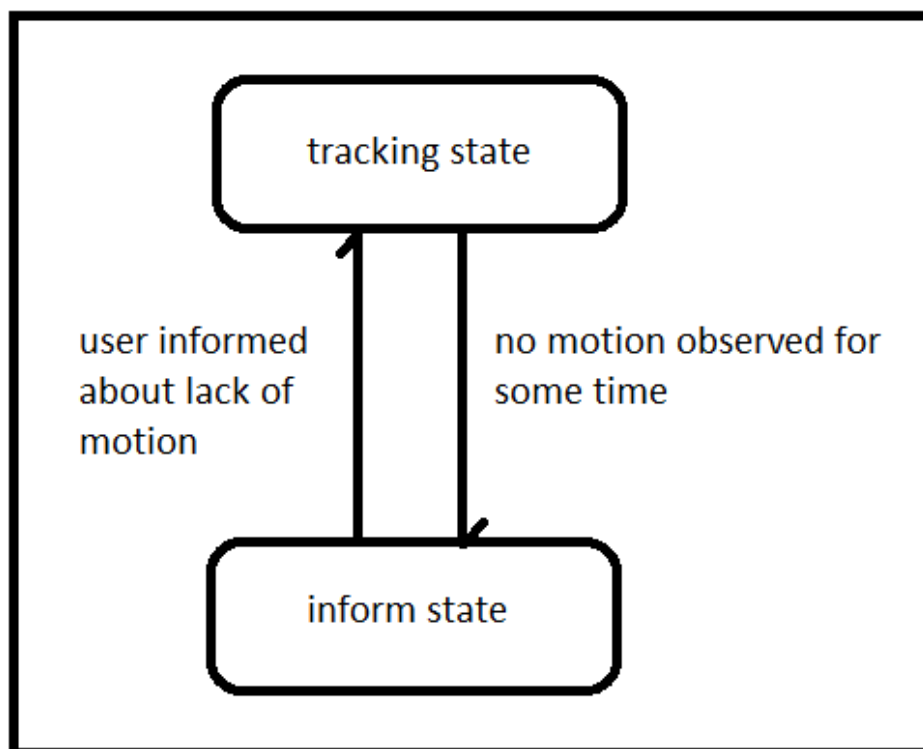 tracking state
user informed
about lack of
motion
no motion observed for
some time
inform state